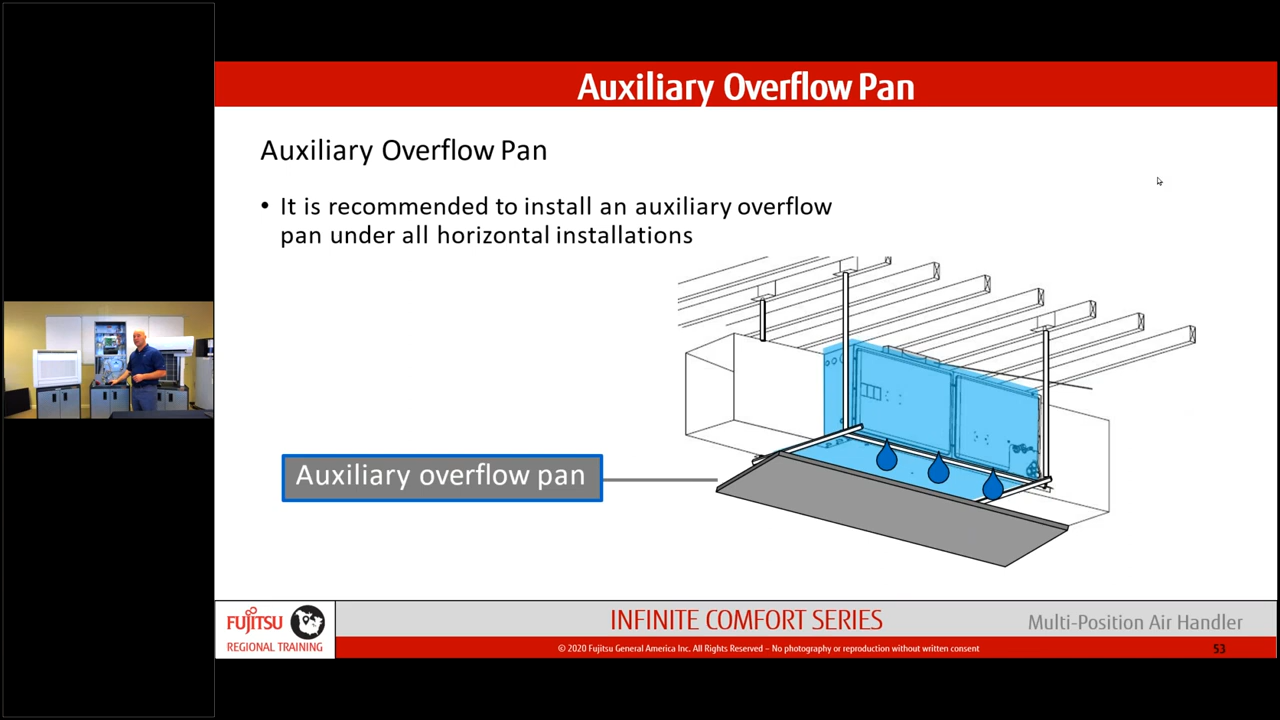 Auxiliary Overflow Pan
Auxiliary Overflow Pan
• It is recommended to install an auxiliary overflow
pan under all horizontal installations
Auxiliary overflow pan
FUJITSU
REGIONAL TRAINING
INFINITE COMFORT SERIES
Multi-Position Air Handler
© 2020 Fujitsu General America Inc. All Rights Reserved – No photography or reproduction without written consent
53